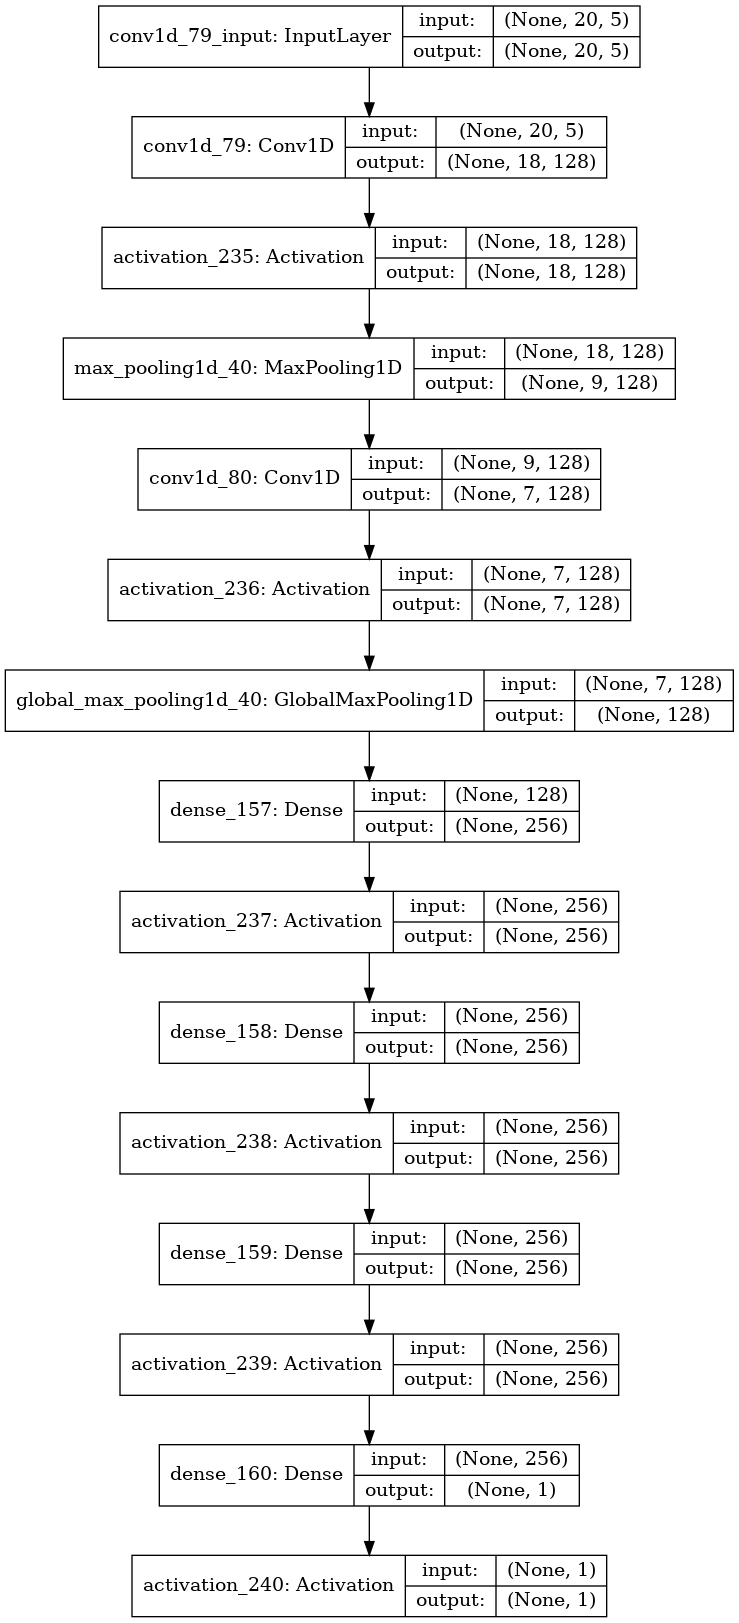 conv1d_79_input: InputLayer input: (None, 20, 5)
output: (None, 20, 5)
conv1d_79: Conv1D input: (None, 20, 5)
output: (None, 18, 128)
activation_235: Activation input: (None, 18, 128)
output: (None, 18, 128)
max_pooling1d_40: MaxPooling1D input: (None, 18, 128)
output: (None, 9, 128)
conv1d_80: Conv1D input: (None, 9, 128)
output: (None, 7, 128)
activation_236: Activation input: (None, 7, 128)
output: (None, 7, 128)
global_max_pooling1d_40: GlobalMaxPooling1D input: (None, 7, 128)
output: (None, 128)
dense_157: Dense input: (None, 128)
output: (None, 256)
activation_237: Activation input: (None, 256)
output: (None, 256)
dense_158: Dense input: (None, 256)
output: (None, 256)
activation_238: Activation input: (None, 256)
output: (None, 256)
dense_159: Dense input: (None, 256)
output: (None, 256)
activation_239: Activation input: (None, 256)
output: (None, 256)
dense_160: Dense input: (None, 256)
output: (None, 1)
activation_240: Activation input: (None, 1)
output: (None, 1)